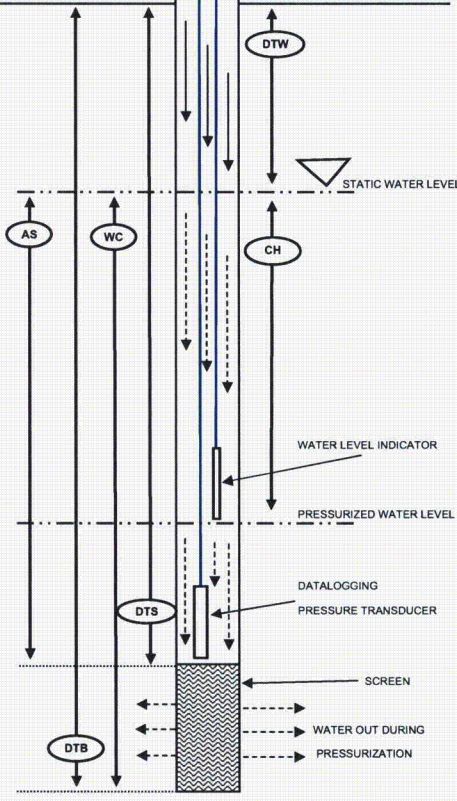 DTW
STATIC WATER LEVEL
AS
WC
CH
WATER LEVEL INDICATOR
PRESSURIZED WATER LEVEL
DATALOGGING
PRESSURE TRANSDUCER
DTS
SCREEN
WATER OUT DURING
PRESSURIZATION
DTB